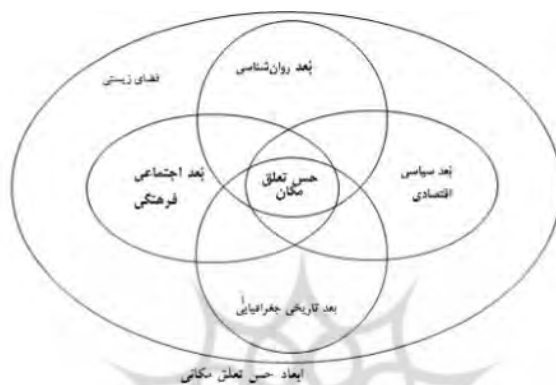 بُعد روان‌شناسی
فضای زیستی
بُعد اجتماعی
فرهنگی
حس تعلق
مکان
بُعد سیاسی
اقتصادی
بعد تاریخی جغرافیایی
ابعاد حس تعلق مکانی